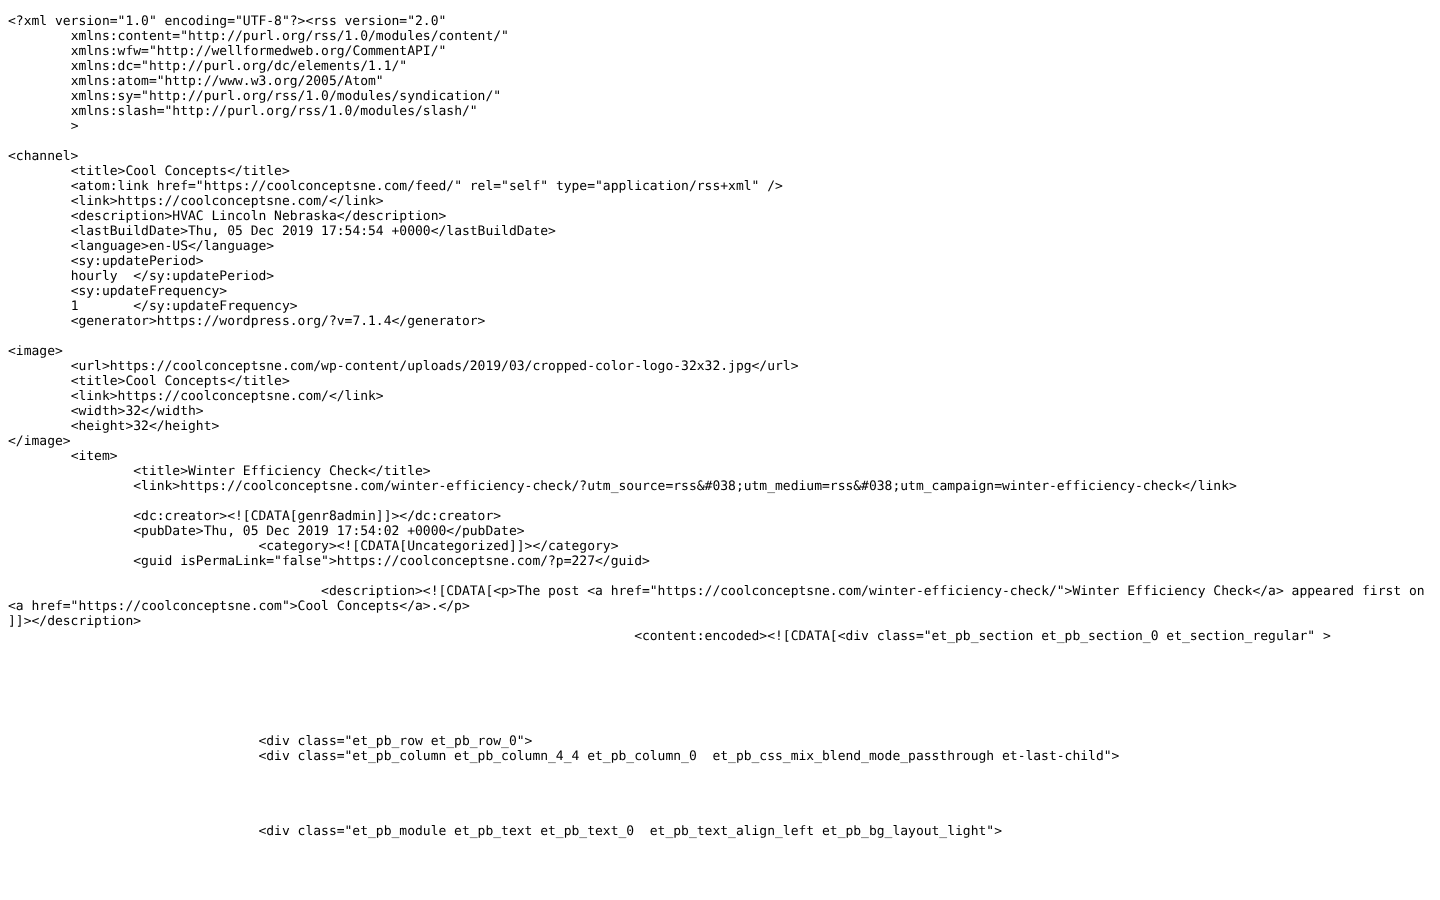 <?xml version="1.0" encoding="UTF-8"?><rss version="2.0"
xmlns:content="http://purl.org/rss/1.0/modules/content/"
xmlns:wfw="http://wellformedweb.org/CommentAPI/"
xmlns:dc="http://purl.org/dc/elements/1.1/"
xmlns:atom="http://www.w3.org/2005/Atom"
xmlns:sy="http://purl.org/rss/1.0/modules/syndication/"
xmlns:slash="http://purl.org/rss/1.0/modules/slash/"
>
<channel>
<title>Cool Concepts</title>
<atom:link href="https://coolconceptsne.com/feed/" rel="self" type="application/rss+xml" />
<link>https://coolconceptsne.com/</link>
<description>HVAC Lincoln Nebraska</description>
<lastBuildDate>Thu, 05 Dec 2019 17:54:54 +0000</lastBuildDate>
<language>en-US</language>
<sy:updatePeriod>
hourly  </sy:updatePeriod>
<sy:updateFrequency>
1       </sy:updateFrequency>
<generator>https://wordpress.org/?v=7.1.4</generator>
<image>
<url>https://coolconceptsne.com/wp-content/uploads/2019/03/cropped-color-logo-32x32.jpg</url>
<title>Cool Concepts</title>
<link>https://coolconceptsne.com/</link>
<width>32</width>
<height>32</height>
</image>
<item>
<title>Winter Efficiency Check</title>
<link>https://coolconceptsne.com/winter-efficiency-check/?utm_source=rss&#038;utm_medium=rss&#038;utm_campaign=winter-efficiency-check</link>
<dc:creator><![CDATA[genr8admin]]></dc:creator>
<pubDate>Thu, 05 Dec 2019 17:54:02 +0000</pubDate>
<category><![CDATA[Uncategorized]]></category>
<guid isPermaLink="false">https://coolconceptsne.com/?p=227</guid>
<description><![CDATA[<p>The post <a href="https://coolconceptsne.com/winter-efficiency-check/">Winter Efficiency Check</a> appeared first on
<a href="https://coolconceptsne.com">Cool Concepts</a>.</p>
]]></description>
<content:encoded><![CDATA[<div class="et_pb_section et_pb_section_0 et_section_regular" >
<div class="et_pb_row et_pb_row_0">
<div class="et_pb_column et_pb_column_4_4 et_pb_column_0  et_pb_css_mix_blend_mode_passthrough et-last-child">
<div class="et_pb_module et_pb_text et_pb_text_0  et_pb_text_align_left et_pb_bg_layout_light">